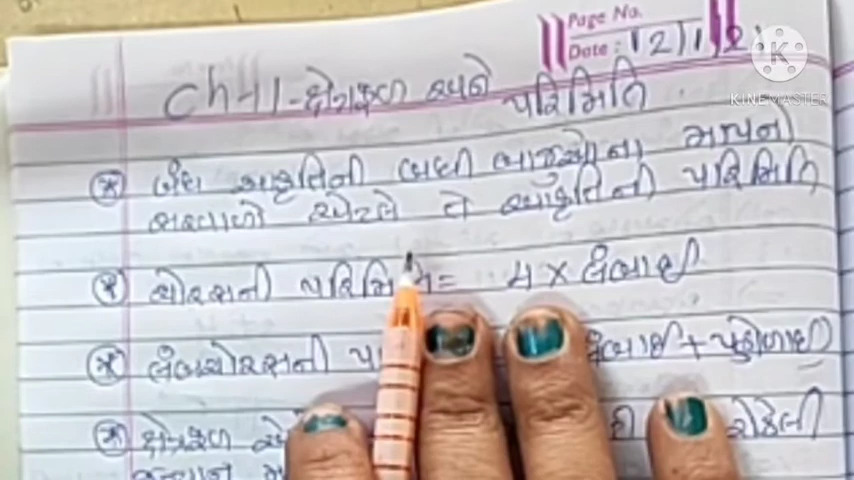 Page No.
Date: 12/1/2
KINEMASTER
Ch-11-ક્ષેત્રફળ અને પરિમિતિ
* બંધ આકૃતિની બધી બાજુઓના માપનો
સરવાળો એટલે તે આકૃતિની પરિમિતિ
* ચોરસની પરિમિતિ = 4 × લંબાઈ
* લંબચોરસની લંબાઈ + પહોળાઈ)
* ક્ષેત્રફળ રોકેલી